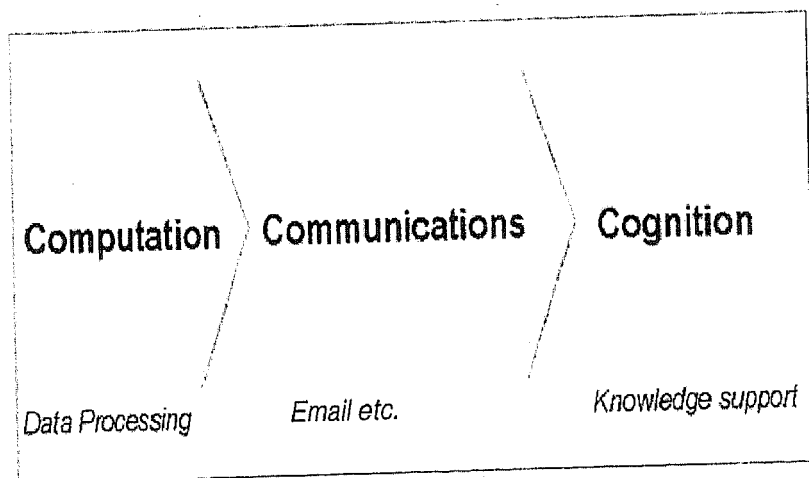 Computation Communications Cognition
Data Processing Email etc. Knowledge support